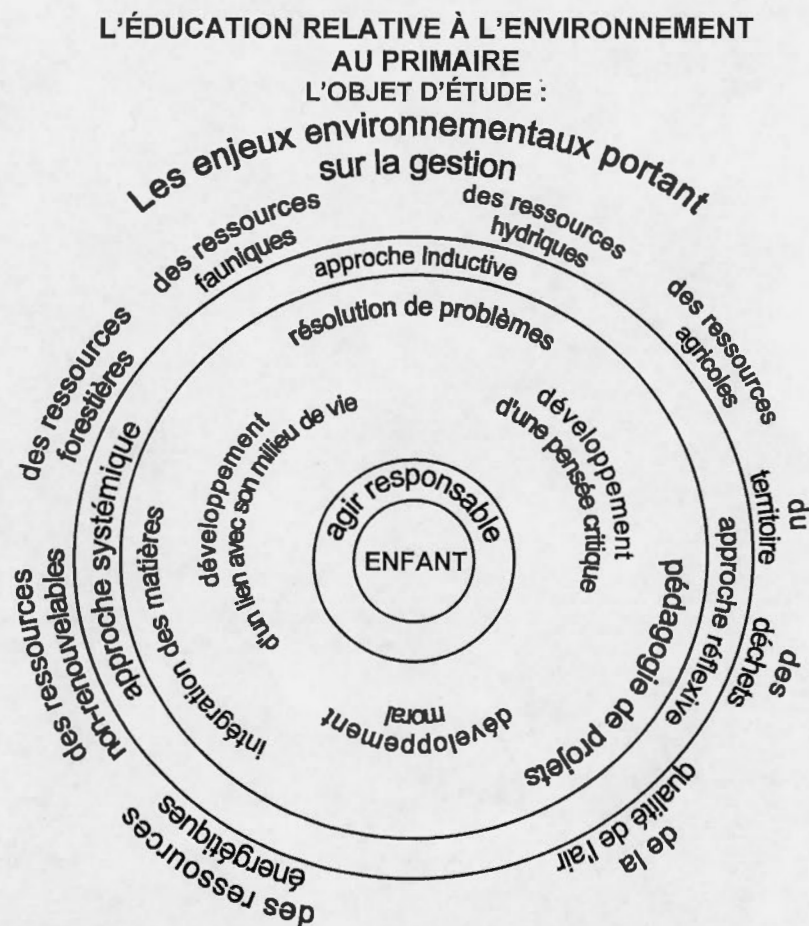 L'ÉDUCATION RELATIVE À L'ENVIRONNEMENT
AU PRIMAIRE
L'OBJET D'ÉTUDE :
Les enjeux environnementaux portant
sur la gestion
des ressources
fauniques
des ressources
hydriques
des ressources
agricoles
du
territoire
des
déchets
de la
qualité de l'air
des ressources
énergétiques
des ressources
non-renouvelables
des ressources
forestières
approche inductive
approche réflexive
approche systémique
résolution de problèmes
pédagogie de projets
intégration des matières
développement
d'un lien avec son milieu de vie
développement
d'une pensée critique
développement
moral
agir responsable
ENFANT